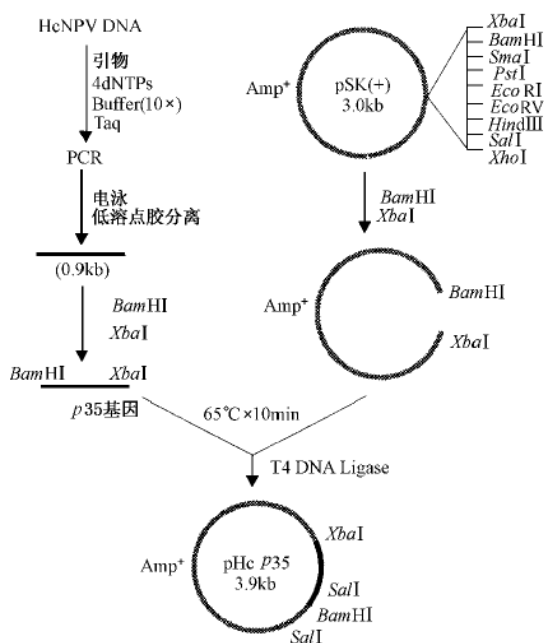 HcNPV DNA
引物
4dNTPs
Buffer(10×)
Taq
PCR
电泳
低溶点胶分离
(0.9kb)
BamHI
XbaI
BamHI XbaI
p35基因
Amp⁺
pSK(+)
3.0kb
XbaI
BamHI
SmaI
PstI
EcoRI
EcoRV
HindIII
SalI
XhoI
BamHI
XbaI
Amp⁺
BamHI
XbaI
65℃×10min
T4 DNA Ligase
Amp⁺
pHc p35
3.9kb
XbaI
SalI
BamHI
SalI